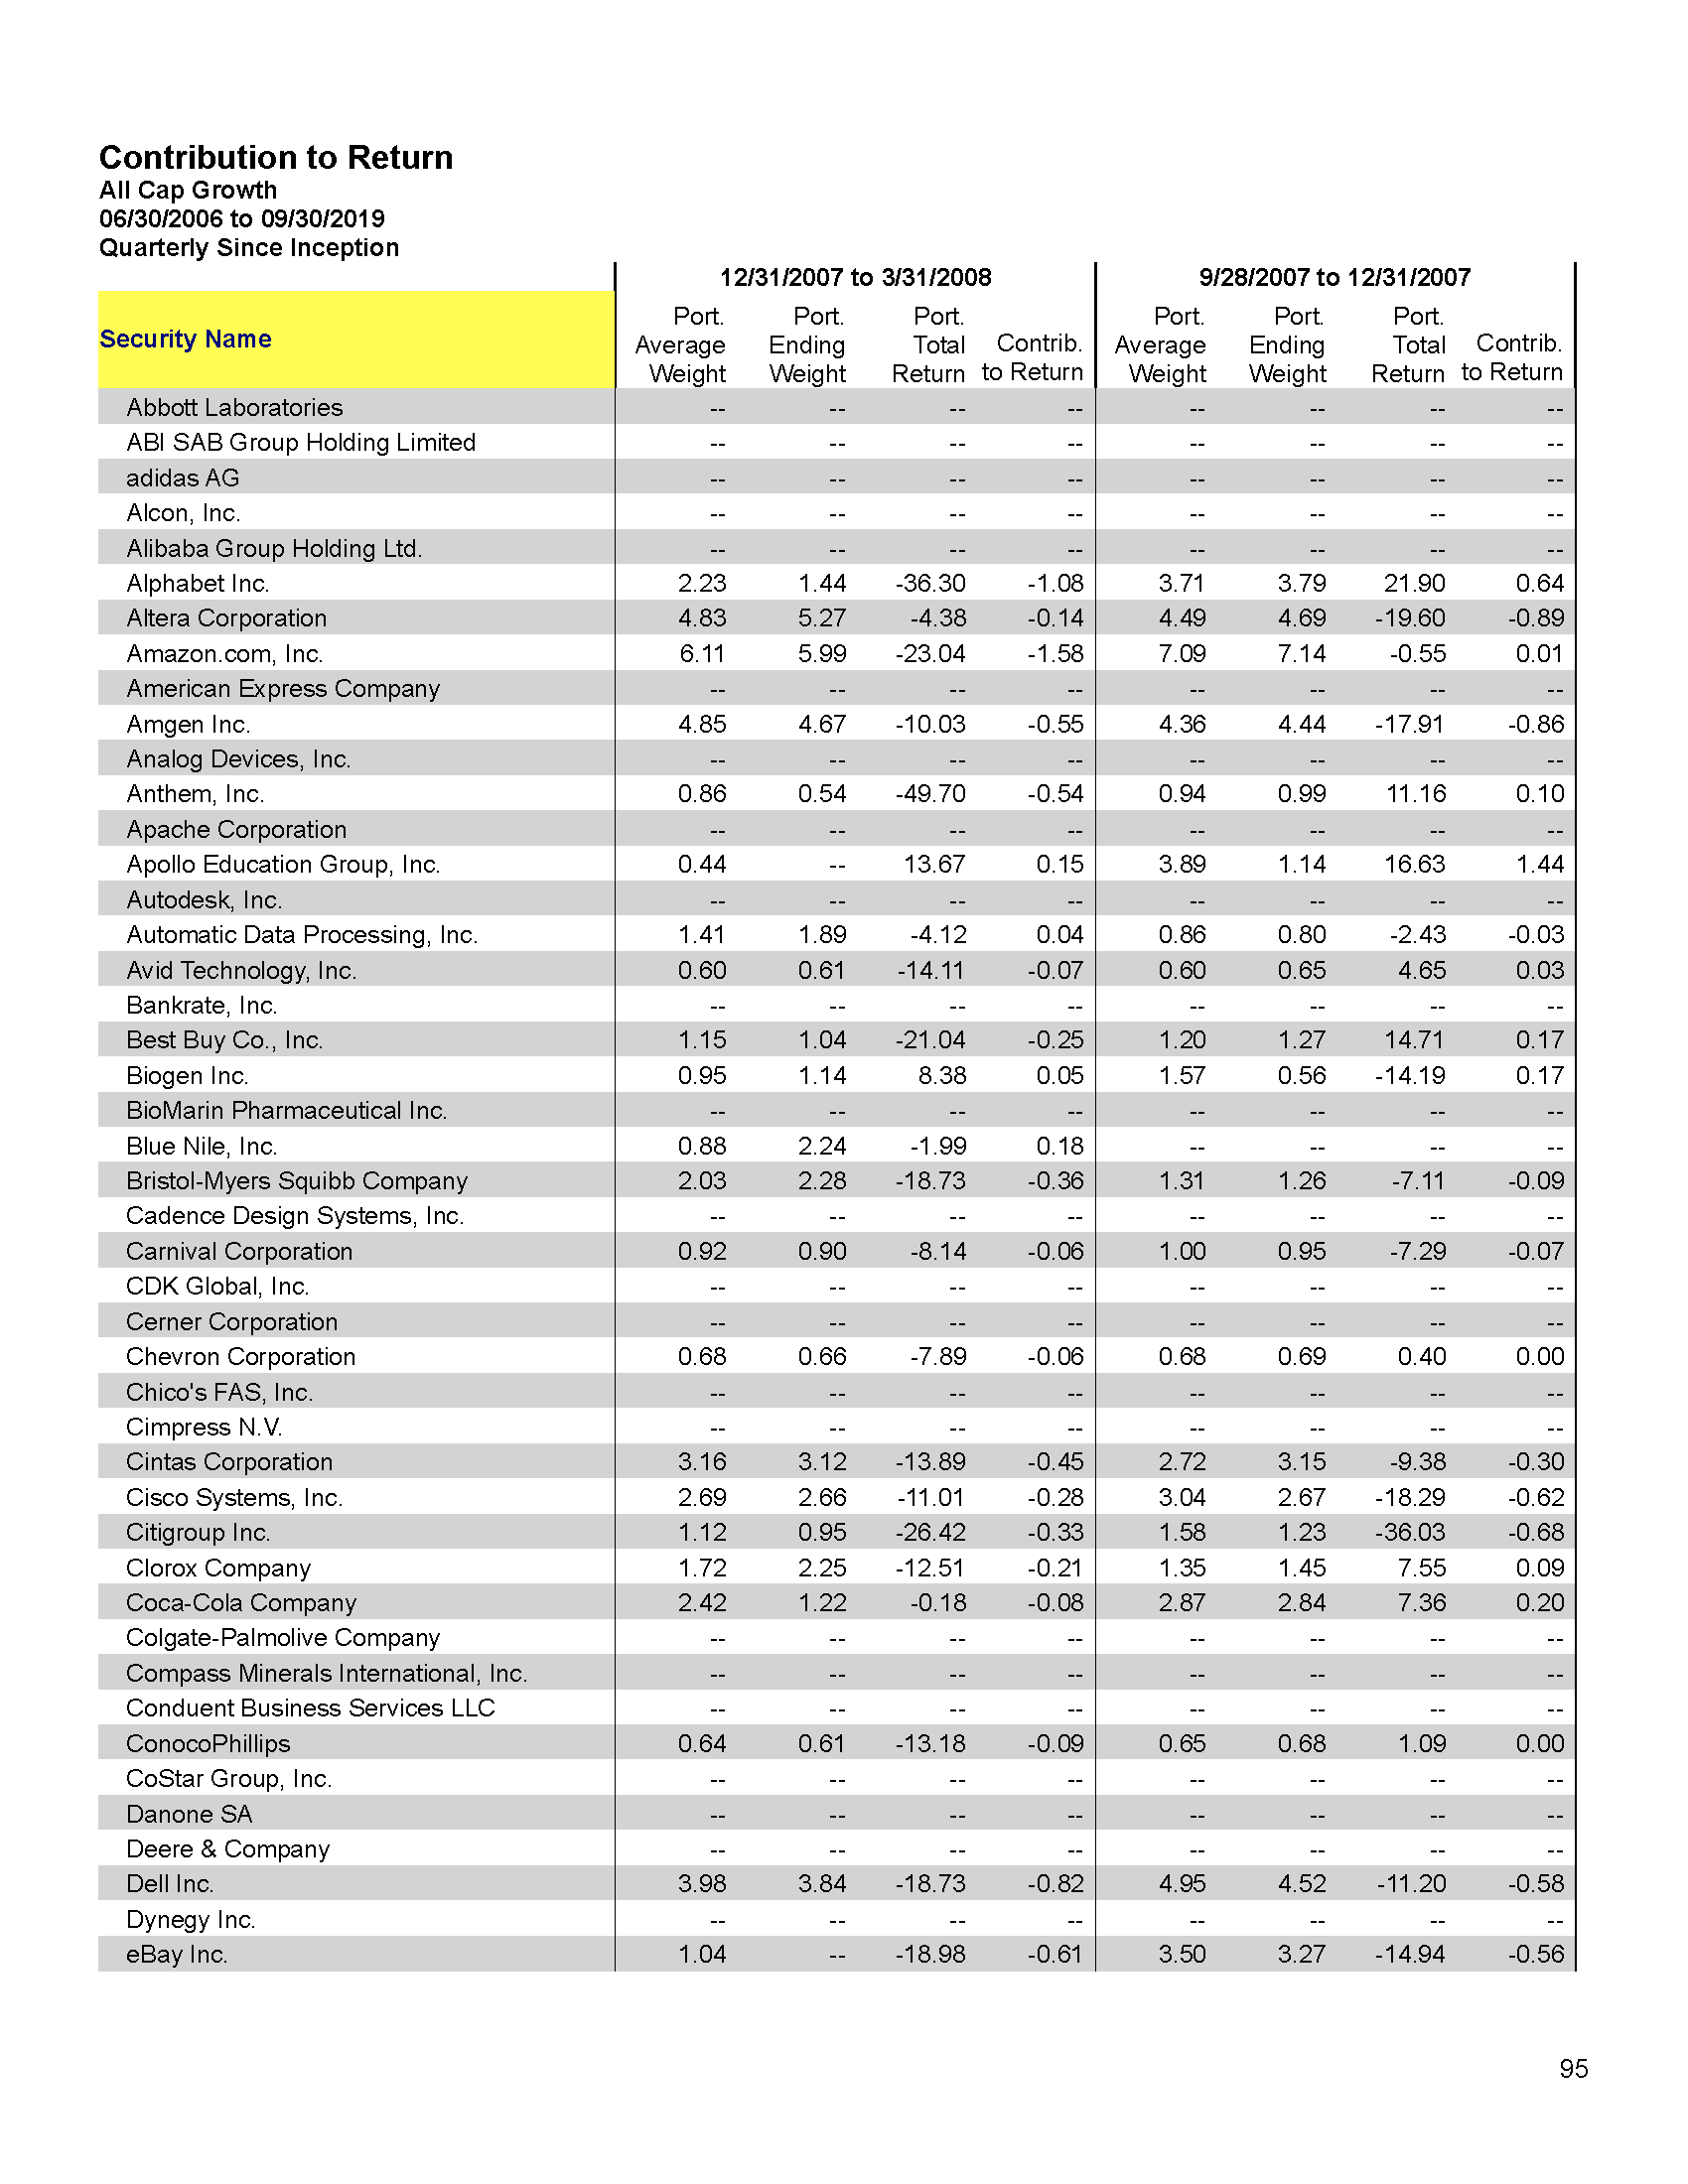 Contribution to Return
All Cap Growth
06/30/2006 to 09/30/2019
Quarterly Since Inception
12/31/2007 to 3/31/2008 9/28/2007 to 12/31/2007
Security Name Port. Average Weight Port. Ending Weight Port. Total Return Contrib. to Return Port. Average Weight Port. Ending Weight Port. Total Return Contrib. to Return
Abbott Laboratories -- -- -- -- -- -- -- --
ABI SAB Group Holding Limited -- -- -- -- -- -- -- --
adidas AG -- -- -- -- -- -- -- --
Alcon, Inc. -- -- -- -- -- -- -- --
Alibaba Group Holding Ltd. -- -- -- -- -- -- -- --
Alphabet Inc. 2.23 1.44 -36.30 -1.08 3.71 3.79 21.90 0.64
Altera Corporation 4.83 5.27 -4.38 -0.14 4.49 4.69 -19.60 -0.89
Amazon.com, Inc. 6.11 5.99 -23.04 -1.58 7.09 7.14 -0.55 0.01
American Express Company -- -- -- -- -- -- -- --
Amgen Inc. 4.85 4.67 -10.03 -0.55 4.36 4.44 -17.91 -0.86
Analog Devices, Inc. -- -- -- -- -- -- -- --
Anthem, Inc. 0.86 0.54 -49.70 -0.54 0.94 0.99 11.16 0.10
Apache Corporation -- -- -- -- -- -- -- --
Apollo Education Group, Inc. 0.44 -- 13.67 0.15 3.89 1.14 16.63 1.44
Autodesk, Inc. -- -- -- -- -- -- -- --
Automatic Data Processing, Inc. 1.41 1.89 -4.12 0.04 0.86 0.80 -2.43 -0.03
Avid Technology, Inc. 0.60 0.61 -14.11 -0.07 0.60 0.65 4.65 0.03
Bankrate, Inc. -- -- -- -- -- -- -- --
Best Buy Co., Inc. 1.15 1.04 -21.04 -0.25 1.20 1.27 14.71 0.17
Biogen Inc. 0.95 1.14 8.38 0.05 1.57 0.56 -14.19 0.17
BioMarin Pharmaceutical Inc. -- -- -- -- -- -- -- --
Blue Nile, Inc. 0.88 2.24 -1.99 0.18 -- -- -- --
Bristol-Myers Squibb Company 2.03 2.28 -18.73 -0.36 1.31 1.26 -7.11 -0.09
Cadence Design Systems, Inc. -- -- -- -- -- -- -- --
Carnival Corporation 0.92 0.90 -8.14 -0.06 1.00 0.95 -7.29 -0.07
CDK Global, Inc. -- -- -- -- -- -- -- --
Cerner Corporation -- -- -- -- -- -- -- --
Chevron Corporation 0.68 0.66 -7.89 -0.06 0.68 0.69 0.40 0.00
Chico's FAS, Inc. -- -- -- -- -- -- -- --
Cimpress N.V. -- -- -- -- -- -- -- --
Cintas Corporation 3.16 3.12 -13.89 -0.45 2.72 3.15 -9.38 -0.30
Cisco Systems, Inc. 2.69 2.66 -11.01 -0.28 3.04 2.67 -18.29 -0.62
Citigroup Inc. 1.12 0.95 -26.42 -0.33 1.58 1.23 -36.03 -0.68
Clorox Company 1.72 2.25 -12.51 -0.21 1.35 1.45 7.55 0.09
Coca-Cola Company 2.42 1.22 -0.18 -0.08 2.87 2.84 7.36 0.20
Colgate-Palmolive Company -- -- -- -- -- -- -- --
Compass Minerals International, Inc. -- -- -- -- -- -- -- --
Conduent Business Services LLC -- -- -- -- -- -- -- --
ConocoPhillips 0.64 0.61 -13.18 -0.09 0.65 0.68 1.09 0.00
CoStar Group, Inc. -- -- -- -- -- -- -- --
Danone SA -- -- -- -- -- -- -- --
Deere & Company -- -- -- -- -- -- -- --
Dell Inc. 3.98 3.84 -18.73 -0.82 4.95 4.52 -11.20 -0.58
Dynegy Inc. -- -- -- -- -- -- -- --
eBay Inc. 1.04 -- -18.98 -0.61 3.50 3.27 -14.94 -0.56
95